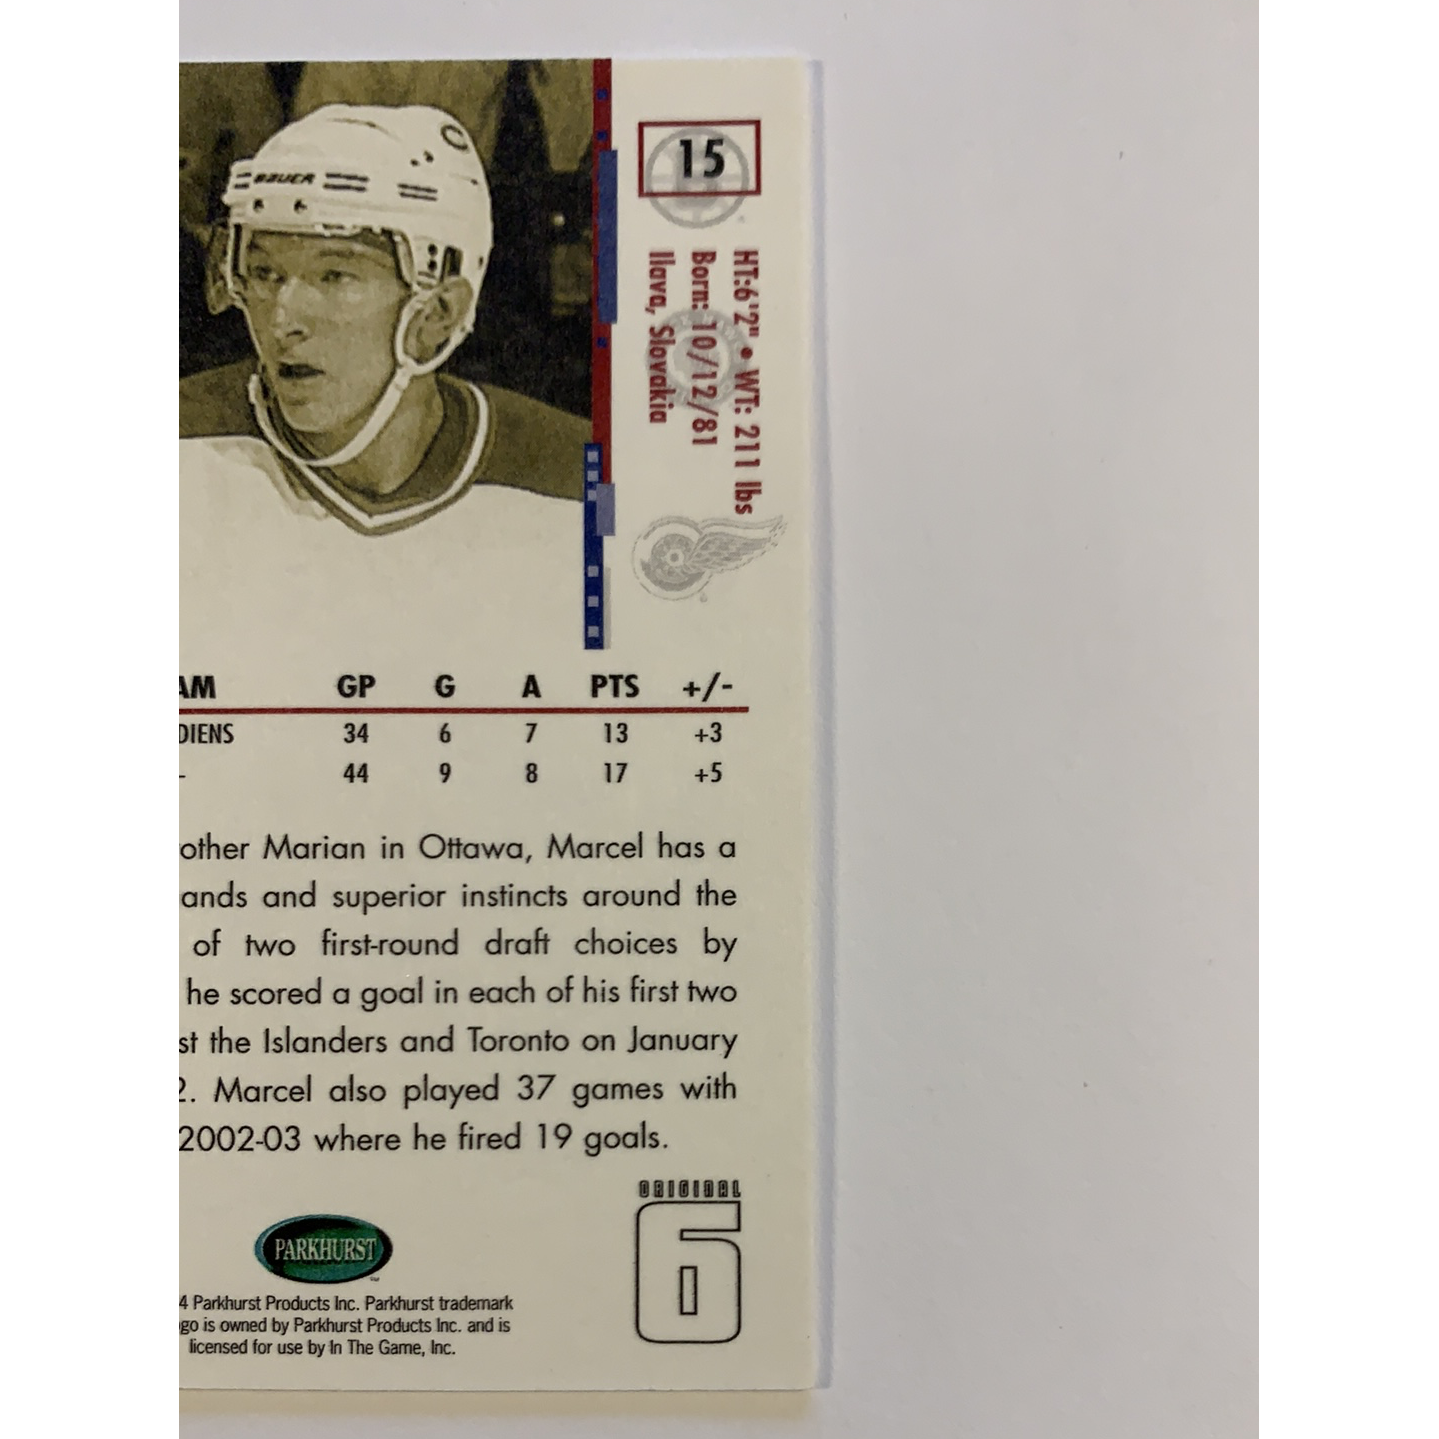 C
BAUER
15
HT:6'2" • WT: 211 lbs
Born: 10/12/81
Ilava, Slovakia
AM GP G A PTS +/-
DIENS 34 6 7 13 +3
- 44 9 8 17 +5
other Marian in Ottawa, Marcel has a
ands and superior instincts around the
of two first-round draft choices by
he scored a goal in each of his first two
st the Islanders and Toronto on January
2. Marcel also played 37 games with
2002-03 where he fired 19 goals.
ORIGINAL
6
PARKHURST
4 Parkhurst Products Inc. Parkhurst trademark
go is owned by Parkhurst Products Inc. and is
licensed for use by In The Game, Inc.